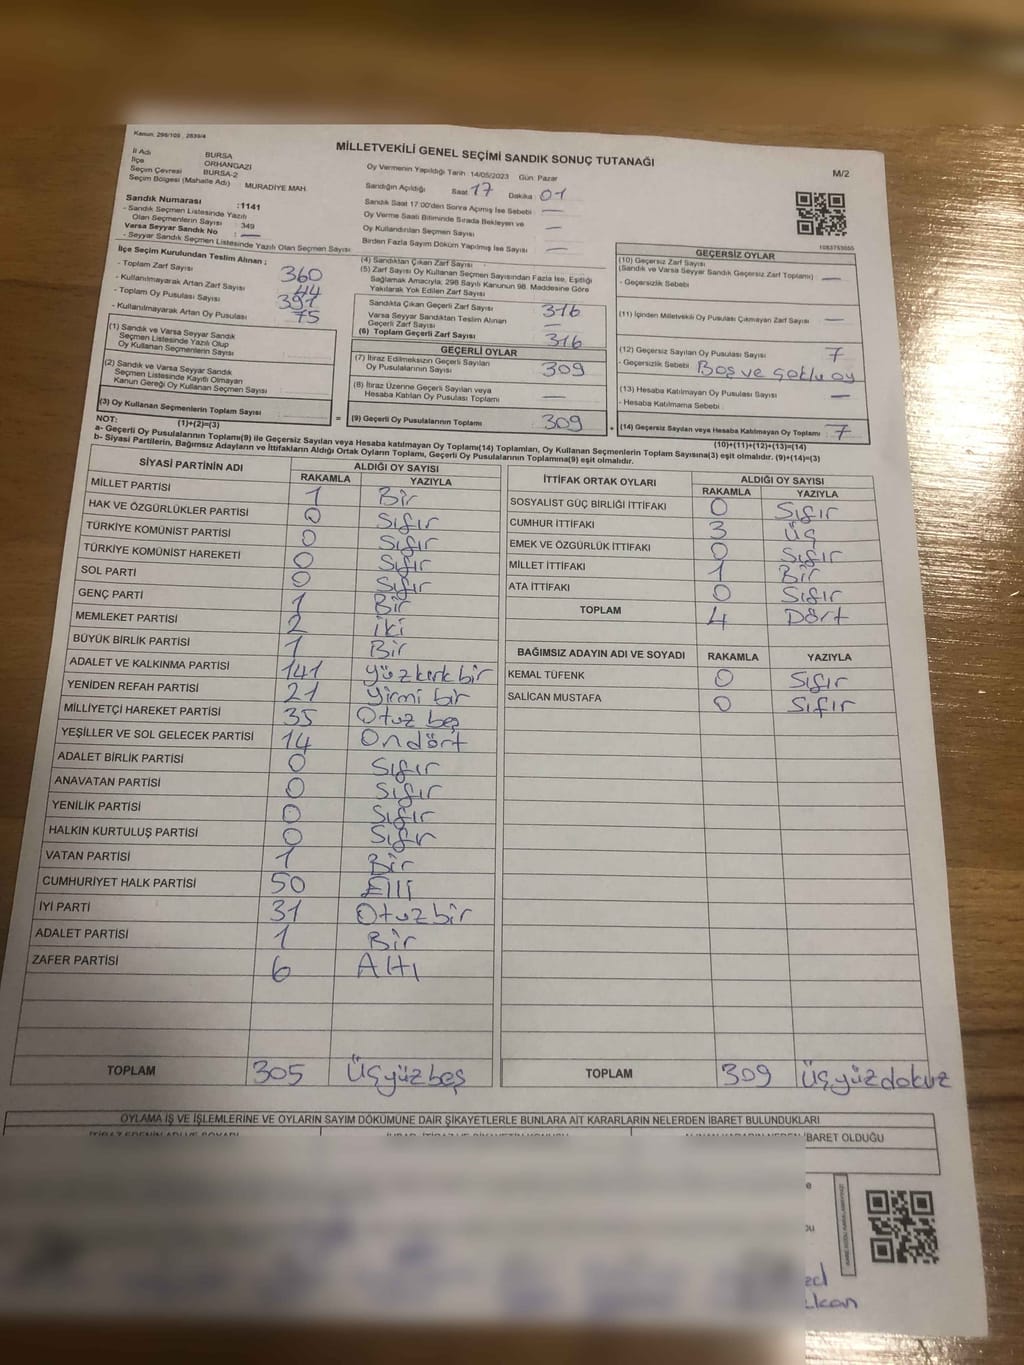 Kanun: 298/105 , 2839/4
MİLLETVEKİLİ GENEL SEÇİMİ SANDIK SONUÇ TUTANAĞI
M/2
İl Adı : BURSA
İlçe : ORHANGAZİ
Seçim Çevresi : BURSA-2
Seçim Bölgesi (Mahalle Adı) : MURADİYE MAH.
Oy Vermenin Yapıldığı Tarih 14/05/2023 Gün: Pazar
Sandığın Açıldığı Saat 17 Dakika : 01
Sandık Saat 17.00'den Sonra Açılmış İse Sebebi : —
Oy Verme Saati Bitiminde Sırada Bekleyen ve
Oy Kullandırılan Seçmen Sayısı : —
Birden Fazla Sayım Döküm Yapılmış İse Sayısı : —
Sandık Numarası :1141
- Sandık Seçmen Listesinde Yazılı
Olan Seçmenlerin Sayısı : 349
Varsa Seyyar Sandık No : —
- Seyyar Sandık Seçmen Listesinde Yazılı Olan Seçmen Sayısı:
İlçe Seçim Kurulundan Teslim Alınan ;
- Toplam Zarf Sayısı : 360
- Kullanılmayarak Artan Zarf Sayısı : 44
- Toplam Oy Pusulası Sayısı : 391
- Kullanılmayarak Artan Oy Pusulası : 75
(1) Sandık ve Varsa Seyyar Sandık
Seçmen Listesinde Yazılı Olup
Oy Kullanan Seçmenlerin Sayısı
(2) Sandık ve Varsa Seyyar Sandık
Seçmen Listesinde Kayıtlı Olmayan
Kanun Gereği Oy Kullanan Seçmen Sayısı
(3) Oy Kullanan Seçmenlerin Toplam Sayısı
(1)+(2)=(3)
(4) Sandıktan Çıkan Zarf Sayısı :
(5) Zarf Sayısı Oy Kullanan Seçmen Sayısından Fazla İse, Eşitliği
Sağlamak Amacıyla, 298 Sayılı Kanunun 98. Maddesine Göre
Yakılarak Yok Edilen Zarf Sayısı :
Sandıkta Çıkan Geçerli Zarf Sayısı : 316
Varsa Seyyar Sandıktan Teslim Alınan
Geçerli Zarf Sayısı : —
(6) Toplam Geçerli Zarf Sayısı : 316
GEÇERLİ OYLAR
(7) İtiraz Edilmeksizin Geçerli Sayılan
Oy Pusulalarının Sayısı : 309
(8) İtiraz Üzerine Geçerli Sayılan veya
Hesaba Katılan Oy Pusulası Toplamı : —
= (9) Geçerli Oy Pusulalarının Toplamı : 309
1083753055
GEÇERSİZ OYLAR
(10) Geçersiz Zarf Sayısı
(Sandık ve Varsa Seyyar Sandık Geçersiz Zarf Toplamı) : —
- Geçersizlik Sebebi :
(11) İçinden Milletvekili Oy Pusulası Çıkmayan Zarf Sayısı : —
(12) Geçersiz Sayılan Oy Pusulası Sayısı : 7
- Geçersizlik Sebebi : Boş ve çoklu oy
(13) Hesaba Katılmayan Oy Pusulası Sayısı : —
- Hesaba Katılmama Sebebi :
+ (14) Geçersiz Sayılan veya Hesaba Katılmayan Oy Toplamı : 7
(10)+(11)+(12)+(13)=(14)
NOT:
a- Geçerli Oy Pusulalarının Toplamı(9) ile Geçersiz Sayılan veya Hesaba katılmayan Oy Toplamı(14) Toplamları, Oy Kullanan Seçmenlerin Toplam Sayısına(3) eşit olmalıdır. (9)+(14)=(3)
b- Siyasi Partilerin, Bağımsız Adayların ve İttifakların Aldığı Ortak Oyların Toplamı, Geçerli Oy Pusulalarının Toplamına(9) eşit olmalıdır.
SİYASİ PARTİNİN ADI ALDIĞI OY SAYISI
RAKAMLA YAZIYLA
MİLLET PARTİSİ 1 Bir
HAK VE ÖZGÜRLÜKLER PARTİSİ 0 Sıfır
TÜRKİYE KOMÜNİST PARTİSİ 0 Sıfır
TÜRKİYE KOMÜNİST HAREKETİ 0 Sıfır
SOL PARTİ 0 Sıfır
GENÇ PARTİ 1 Bir
MEMLEKET PARTİSİ 2 iki
BÜYÜK BİRLİK PARTİSİ 1 Bir
ADALET VE KALKINMA PARTİSİ 141 yüzkırkbir
YENİDEN REFAH PARTİSİ 21 yirmi bir
MİLLİYETÇİ HAREKET PARTİSİ 35 Otuz beş
YEŞİLLER VE SOL GELECEK PARTİSİ 14 Ondört
ADALET BİRLİK PARTİSİ 0 Sıfır
ANAVATAN PARTİSİ 0 Sıfır
YENİLİK PARTİSİ 0 Sıfır
HALKIN KURTULUŞ PARTİSİ 0 Sıfır
VATAN PARTİSİ 1 Bir
CUMHURİYET HALK PARTİSİ 50 Elli
İYİ PARTİ 31 Otuzbir
ADALET PARTİSİ 1 Bir
ZAFER PARTİSİ 6 Altı
TOPLAM 305 Üçyüzbeş
İTTİFAK ORTAK OYLARI ALDIĞI OY SAYISI
RAKAMLA YAZIYLA
SOSYALİST GÜÇ BİRLİĞİ İTTİFAKI 0 Sıfır
CUMHUR İTTİFAKI 3 üç
EMEK VE ÖZGÜRLÜK İTTİFAKI 0 Sıfır
MİLLET İTTİFAKI 1 Bir
ATA İTTİFAKI 0 Sıfır
TOPLAM 4 Dört
BAĞIMSIZ ADAYIN ADI VE SOYADI RAKAMLA YAZIYLA
KEMAL TÜFENK 0 Sıfır
SALİCAN MUSTAFA 0 Sıfır
TOPLAM 309 üçyüzdokuz
OYLAMA İŞ VE İŞLEMLERİNE VE OYLARIN SAYIM DÖKÜMÜNE DAİR ŞİKAYETLERLE BUNLARA AİT KARARLARIN NELERDEN İBARET BULUNDUKLARI
İBARET OLDUĞU